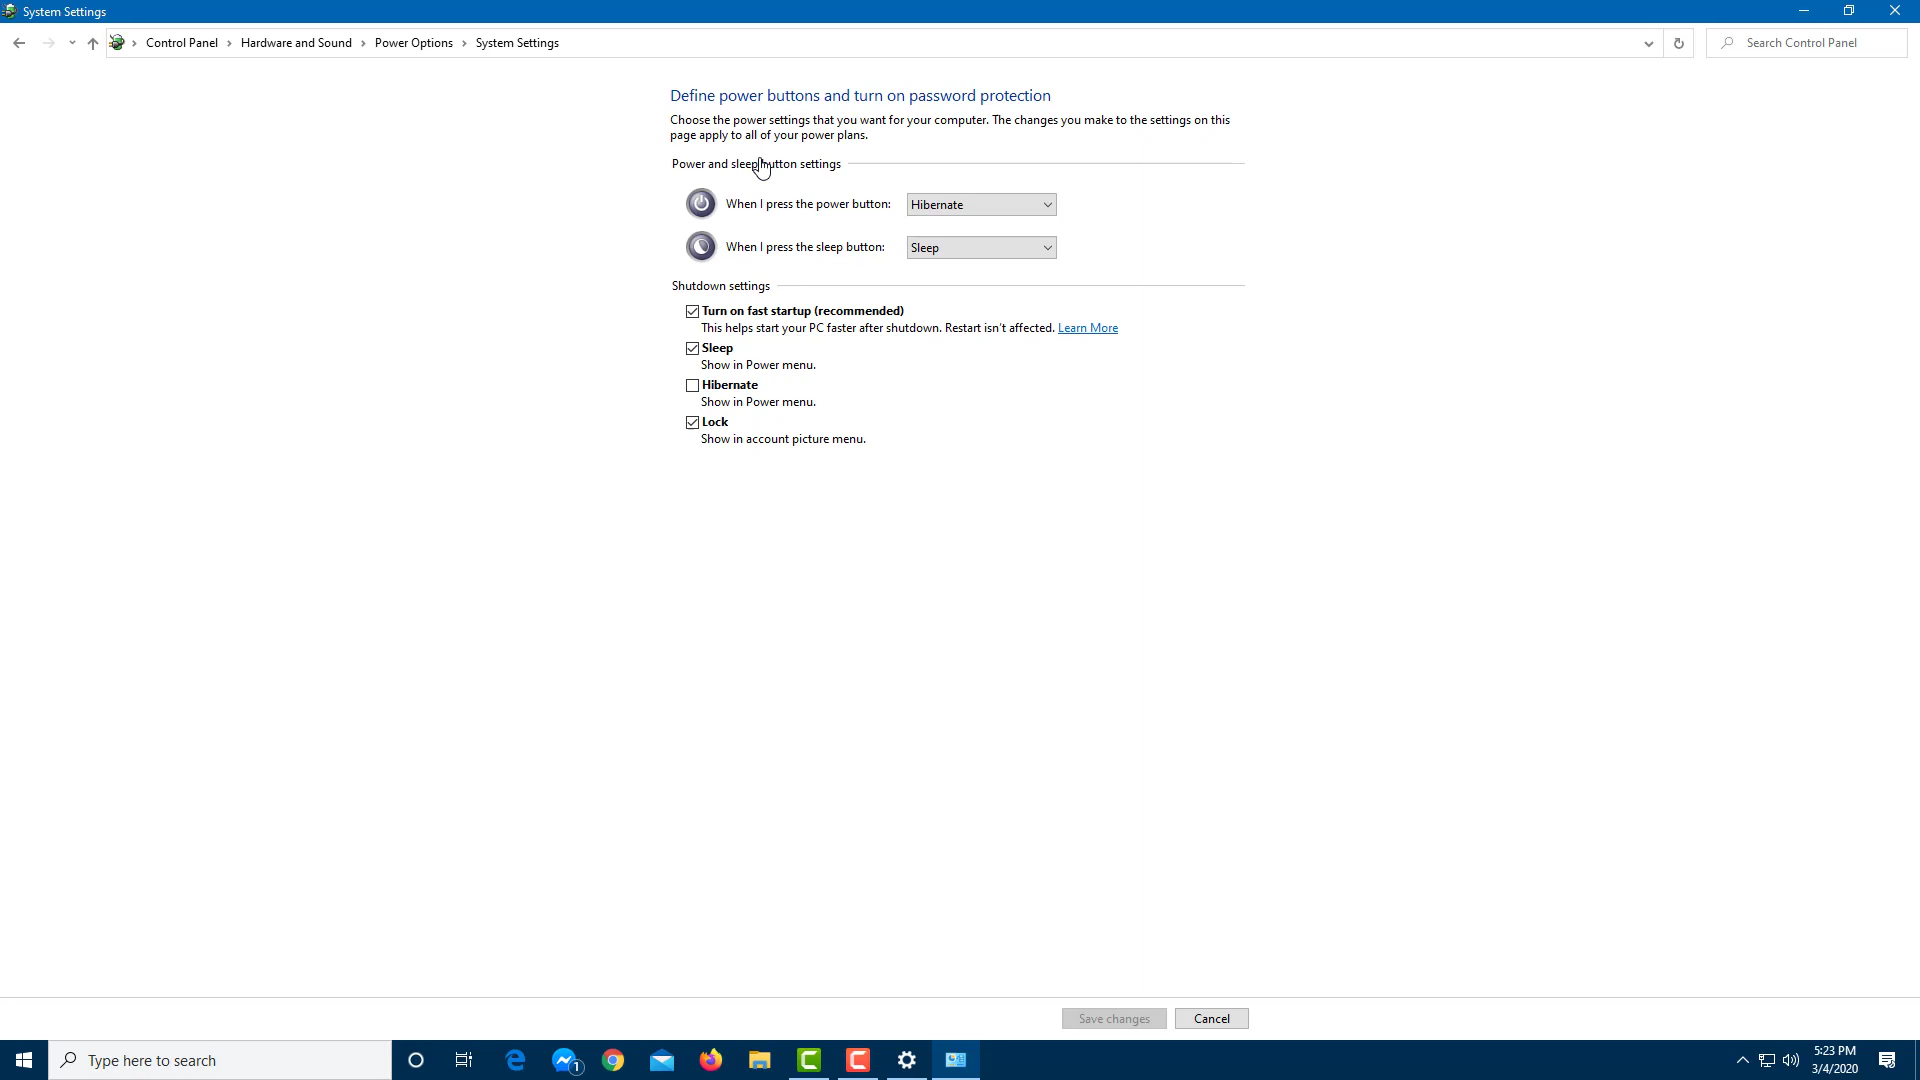 System Settings
Control Panel
Hardware and Sound
Power Options
System Settings
Search Control Panel
Define power buttons and turn on password protection
Choose the power settings that you want for your computer. The changes you make to the settings on this
page apply to all of your power plans.
Power and sleep button settings
When I press the power button:
Hibernate
When I press the sleep button:
Sleep
Shutdown settings
Turn on fast startup (recommended)
This helps start your PC faster after shutdown. Restart isn't affected. Learn More
Sleep
Show in Power menu.
Hibernate
Show in Power menu.
Lock
Show in account picture menu.
Save changes
Cancel
Type here to search
1
5:23 PM
3/4/2020